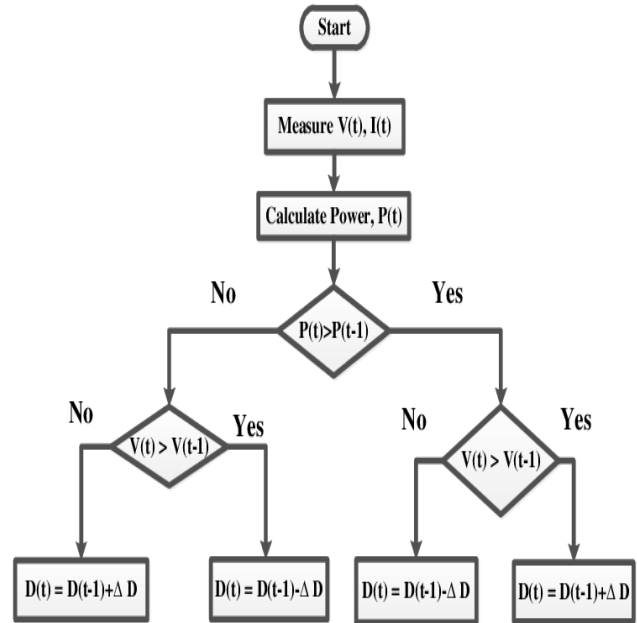 Start
Measure V(t), I(t)
Calculate Power, P(t)
No
Yes
P(t)>P(t-1)
No
Yes
No
Yes
V(t) > V(t-1)
V(t) > V(t-1)
D(t) = D(t-1)+Δ D
D(t) = D(t-1)-Δ D
D(t) = D(t-1)-Δ D
D(t) = D(t-1)+Δ D